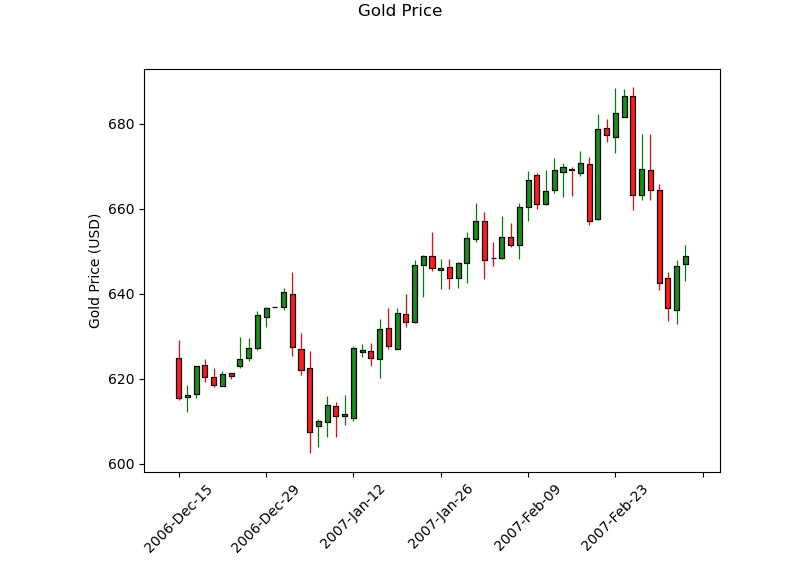 Gold Price
Gold Price (USD)
680
660
640
620
600
2006-Dec-15
2006-Dec-29
2007-Jan-12
2007-Jan-26
2007-Feb-09
2007-Feb-23